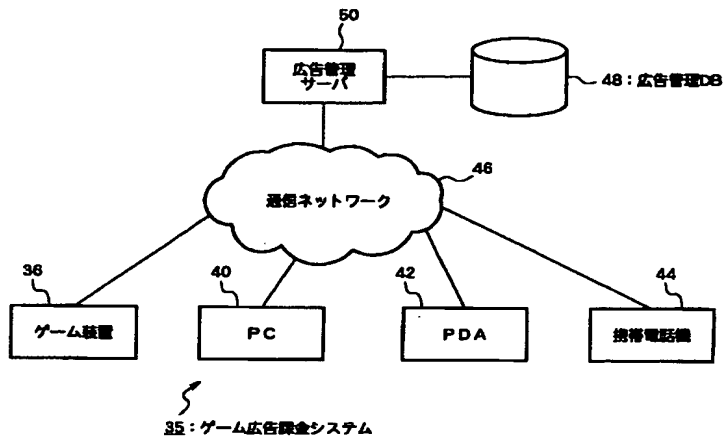 50
広告管理
サーバ
48：広告管理DB
46
通信ネットワーク
36
40
42
44
ゲーム装置
PC
PDA
携帯電話機
35：ゲーム広告課金システム